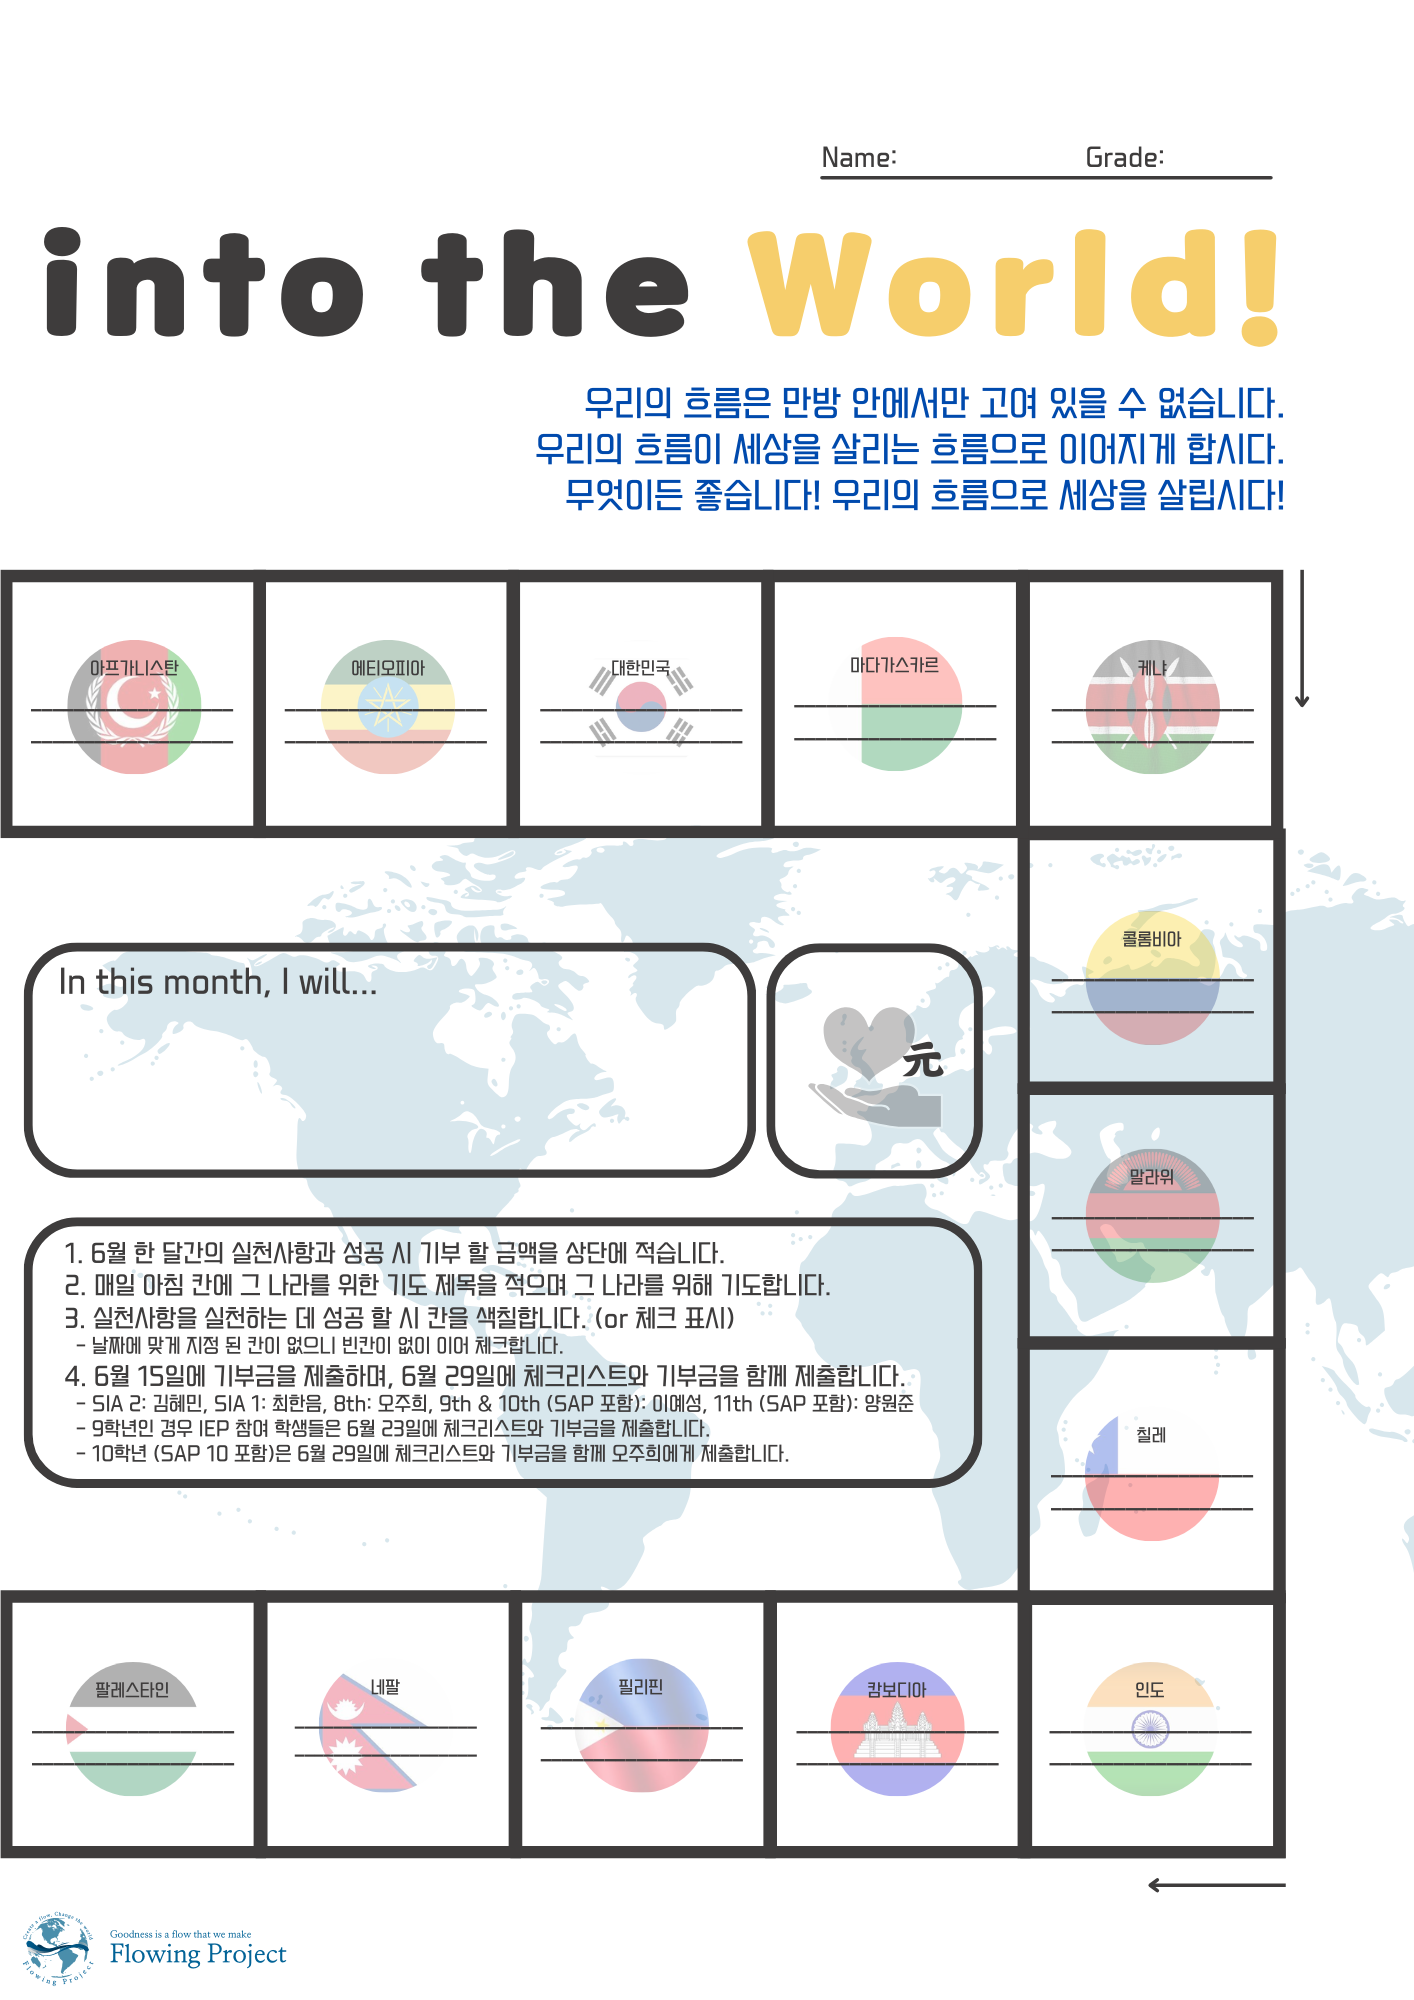 Name: Grade:
into the World!
우리의 흐름은 만방 안에서만 고여 있을 수 없습니다.
우리의 흐름이 세상을 살리는 흐름으로 이어지게 합시다.
무엇이든 좋습니다! 우리의 흐름으로 세상을 살립시다!
아프가니스탄
에티오피아
대한민국
마다가스카르
케냐
콜롬비아
말라위
칠레
In this month, I will...
元
1. 6월 한 달간의 실천사항과 성공 시 기부 할 금액을 상단에 적습니다.
2. 매일 아침 칸에 그 나라를 위한 기도 제목을 적으며 그 나라를 위해 기도합니다.
3. 실천사항을 실천하는 데 성공 할 시 칸을 색칠합니다. (or 체크 표시)
- 날짜에 맞게 지정 된 칸이 없으니 빈칸이 없이 이어 체크합니다.
4. 6월 15일에 기부금을 제출하며, 6월 29일에 체크리스트와 기부금을 함께 제출합니다.
- SIA 2: 김혜민, SIA 1: 최한음, 8th: 모주희, 9th & 10th (SAP 포함): 이예성, 11th (SAP 포함): 양원준
- 9학년인 경우 IEP 참여 학생들은 6월 23일에 체크리스트와 기부금을 제출합니다.
- 10학년 (SAP 10 포함)은 6월 29일에 체크리스트와 기부금을 함께 오주희에게 제출합니다.
팔레스타인
네팔
필리핀
캄보디아
인도
Create a flow, Change the world
Flowing Project
Goodness is a flow that we make
Flowing Project